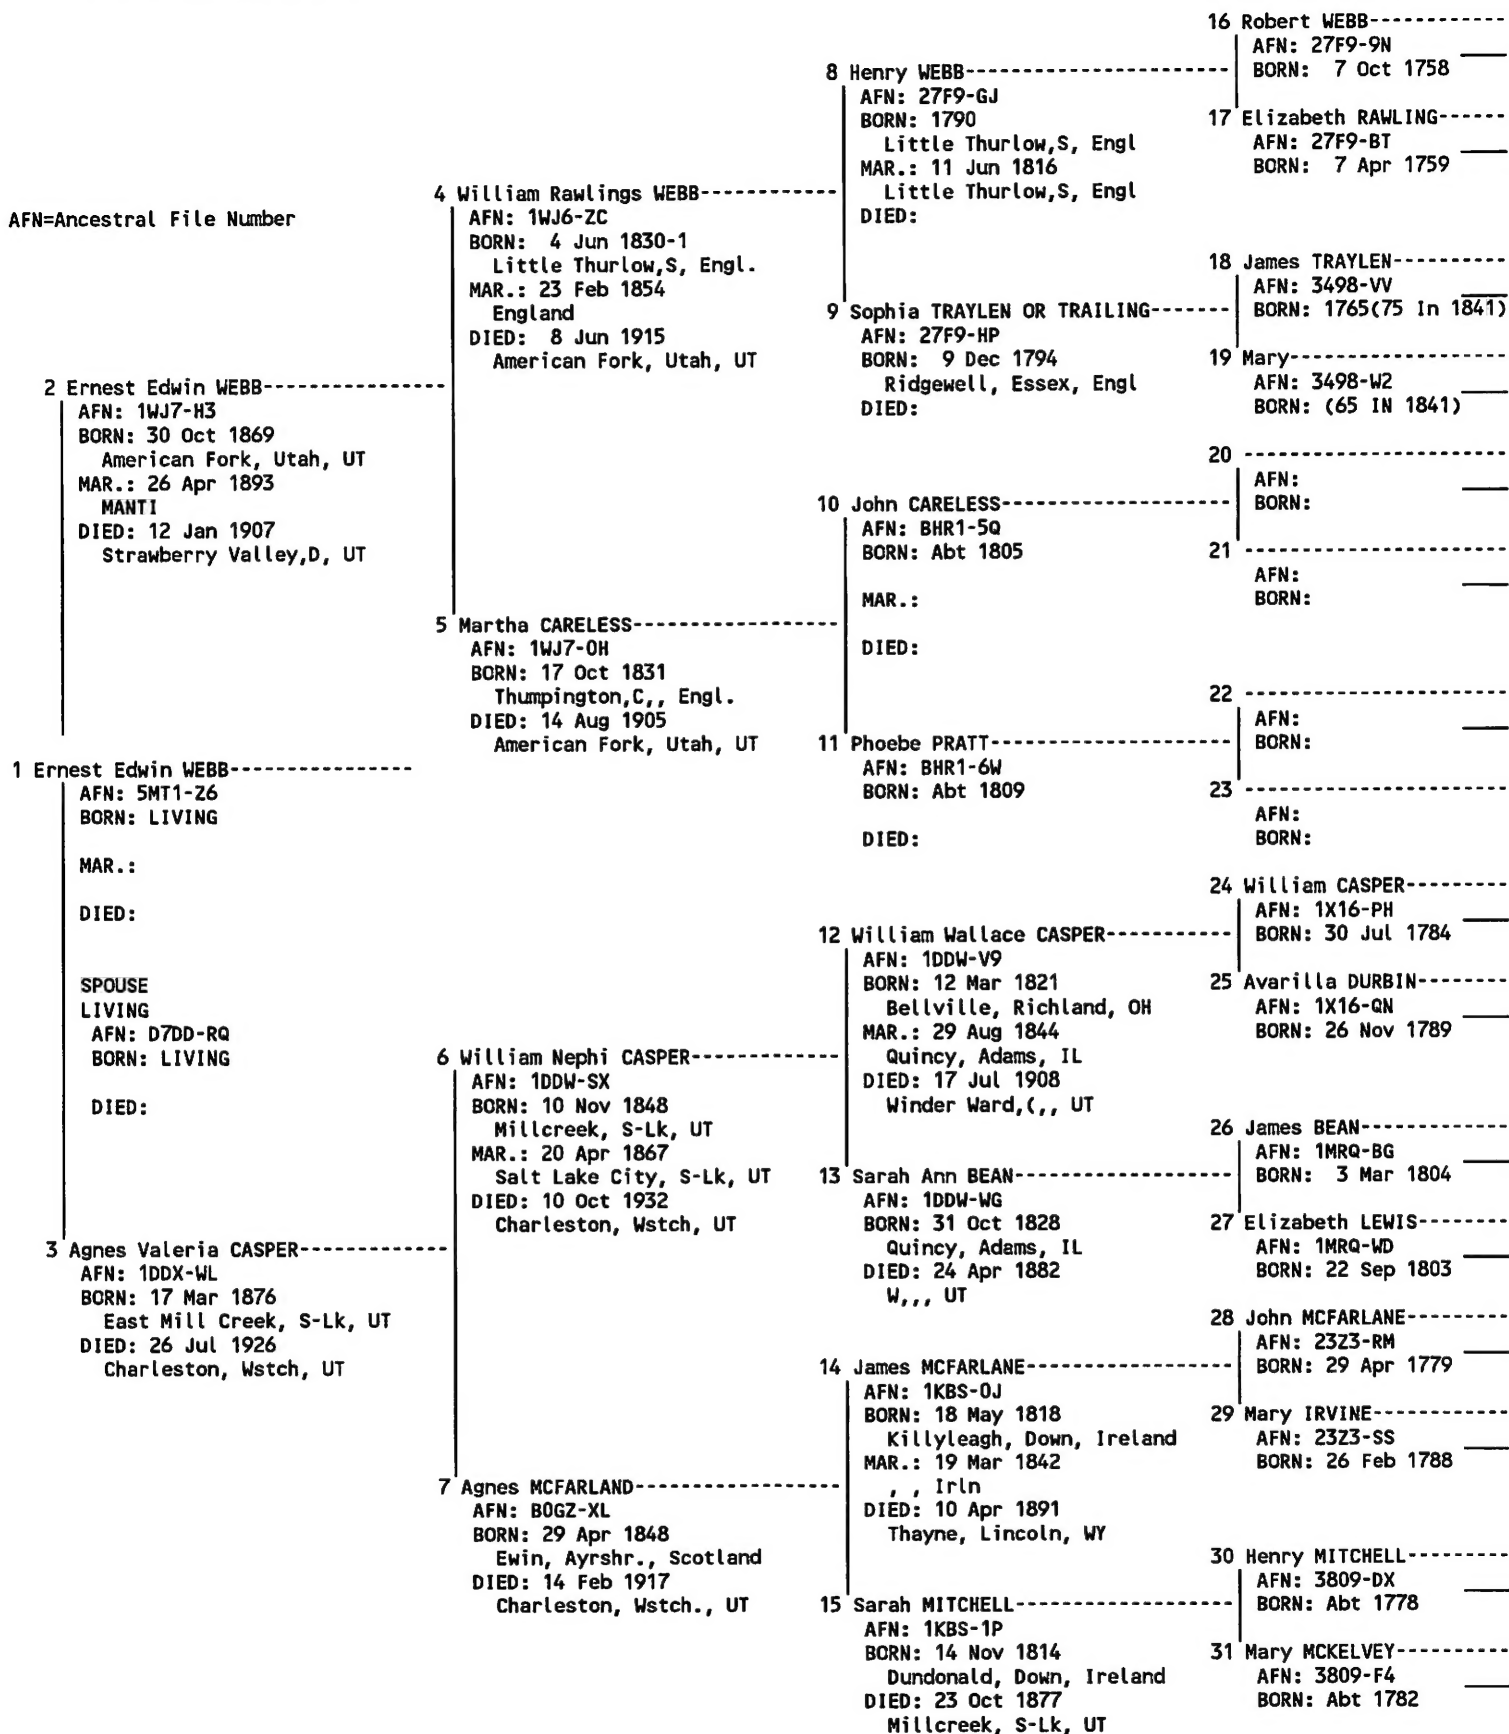 AFN=Ancestral File Number
1 Ernest Edwin WEBB---------------
AFN: 5MT1-Z6
BORN: LIVING
MAR.:
DIED:
SPOUSE
LIVING
AFN: D7DD-RQ
BORN: LIVING
DIED:
2 Ernest Edwin WEBB---------------
AFN: 1WJ7-H3
BORN: 30 Oct 1869
American Fork, Utah, UT
MAR.: 26 Apr 1893
MANTI
DIED: 12 Jan 1907
Strawberry Valley,D, UT
3 Agnes Valeria CASPER------------
AFN: 1DDX-WL
BORN: 17 Mar 1876
East Mill Creek, S-Lk, UT
DIED: 26 Jul 1926
Charleston, Wstch, UT
4 William Rawlings WEBB-----------
AFN: 1WJ6-ZC
BORN:  4 Jun 1830-1
Little Thurlow,S, Engl.
MAR.: 23 Feb 1854
England
DIED:  8 Jun 1915
American Fork, Utah, UT
5 Martha CARELESS-----------------
AFN: 1WJ7-0H
BORN: 17 Oct 1831
Thumpington,C,, Engl.
DIED: 14 Aug 1905
American Fork, Utah, UT
6 William Nephi CASPER------------
AFN: 1DDW-SX
BORN: 10 Nov 1848
Millcreek, S-Lk, UT
MAR.: 20 Apr 1867
Salt Lake City, S-Lk, UT
DIED: 10 Oct 1932
Charleston, Wstch, UT
7 Agnes MCFARLAND-----------------
AFN: B0GZ-XL
BORN: 29 Apr 1848
Ewin, Ayrshr., Scotland
DIED: 14 Feb 1917
Charleston, Wstch., UT
8 Henry WEBB----------------------
AFN: 27F9-GJ
BORN: 1790
Little Thurlow,S, Engl
MAR.: 11 Jun 1816
Little Thurlow,S, Engl
DIED:
9 Sophia TRAYLEN OR TRAILING-------
AFN: 27F9-HP
BORN:  9 Dec 1794
Ridgewell, Essex, Engl
DIED:
10 John CARELESS-------------------
AFN: BHR1-5Q
BORN: Abt 1805
MAR.:
DIED:
11 Phoebe PRATT--------------------
AFN: BHR1-6W
BORN: Abt 1809
DIED:
12 William Wallace CASPER----------
AFN: 1DDW-V9
BORN: 12 Mar 1821
Bellville, Richland, OH
MAR.: 29 Aug 1844
Quincy, Adams, IL
DIED: 17 Jul 1908
Winder Ward,(,, UT
13 Sarah Ann BEAN------------------
AFN: 1DDW-WG
BORN: 31 Oct 1828
Quincy, Adams, IL
DIED: 24 Apr 1882
W,,, UT
14 James MCFARLANE-----------------
AFN: 1KBS-0J
BORN: 18 May 1818
Killyleagh, Down, Ireland
MAR.: 19 Mar 1842
, , Irln
DIED: 10 Apr 1891
Thayne, Lincoln, WY
15 Sarah MITCHELL------------------
AFN: 1KBS-1P
BORN: 14 Nov 1814
Dundonald, Down, Ireland
DIED: 23 Oct 1877
Millcreek, S-Lk, UT
16 Robert WEBB------------
AFN: 27F9-9N
BORN:  7 Oct 1758
17 Elizabeth RAWLING------
AFN: 27F9-BT
BORN:  7 Apr 1759
18 James TRAYLEN----------
AFN: 3498-VV
BORN: 1765(75 In 1841)
19 Mary-------------------
AFN: 3498-W2
BORN: (65 IN 1841)
20 -----------------------
AFN:
BORN:
21 -----------------------
AFN:
BORN:
22 -----------------------
AFN:
BORN:
23 -----------------------
AFN:
BORN:
24 William CASPER---------
AFN: 1X16-PH
BORN: 30 Jul 1784
25 Avarilla DURBIN--------
AFN: 1X16-QN
BORN: 26 Nov 1789
26 James BEAN-------------
AFN: 1MRQ-BG
BORN:  3 Mar 1804
27 Elizabeth LEWIS--------
AFN: 1MRQ-WD
BORN: 22 Sep 1803
28 John MCFARLANE---------
AFN: 23Z3-RM
BORN: 29 Apr 1779
29 Mary IRVINE------------
AFN: 23Z3-SS
BORN: 26 Feb 1788
30 Henry MITCHELL---------
AFN: 3809-DX
BORN: Abt 1778
31 Mary MCKELVEY----------
AFN: 3809-F4
BORN: Abt 1782